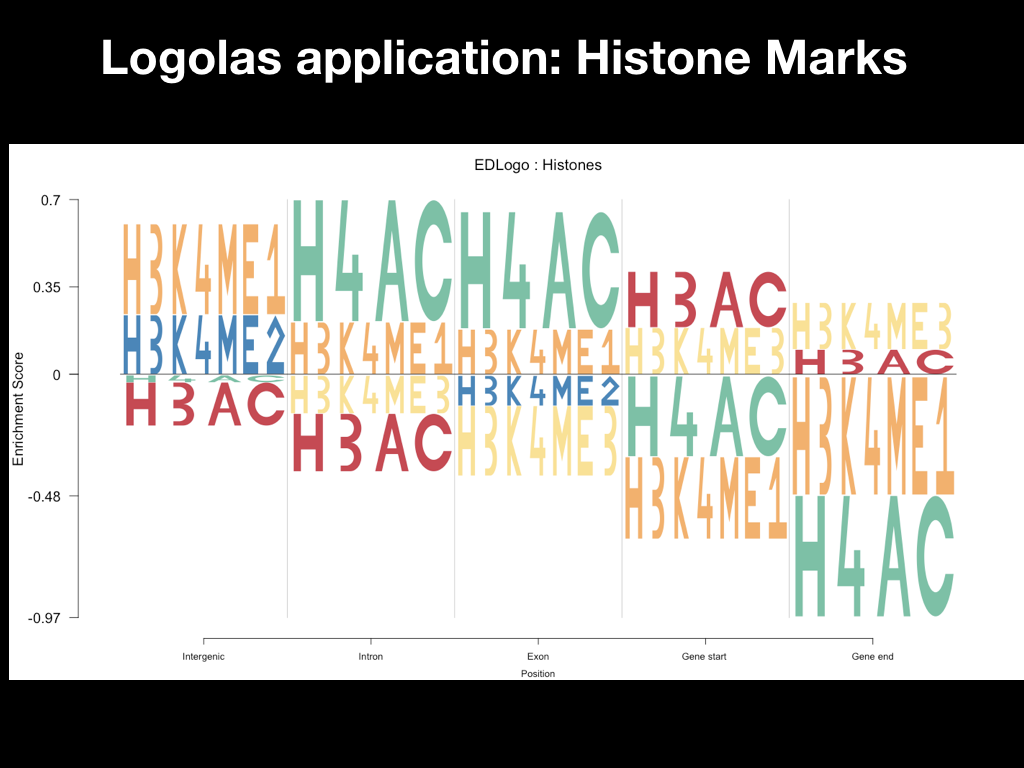 Logolas application: Histone Marks
EDLogo : Histones
Enrichment Score
0.7
0.35
0
-0.48
-0.97
H3K4ME1
H3K4ME2
H4AC
H3AC
H4AC
H3K4ME1
H3K4ME3
H3AC
H4AC
H3K4ME1
H3K4ME2
H3K4ME3
H3AC
H3K4ME3
H4AC
H3K4ME1
H3K4ME3
H3AC
H3K4ME1
H4AC
Intergenic Intron Exon Gene start Gene end
Position